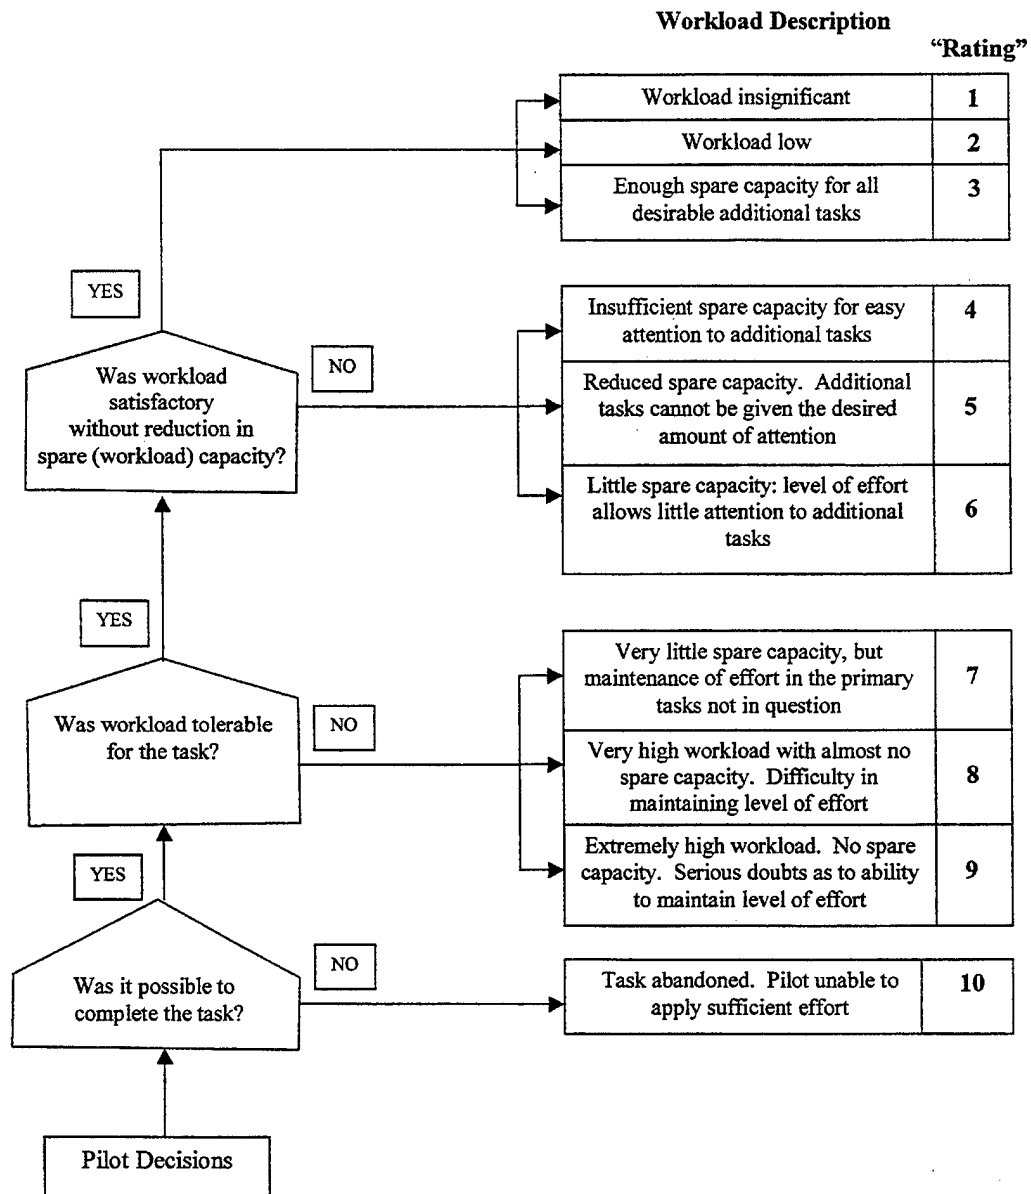 Workload Description
“Rating”
Workload insignificant
1
Workload low
2
Enough spare capacity for all
desirable additional tasks
3
YES
Was workload
satisfactory
without reduction in
spare (workload) capacity?
NO
Insufficient spare capacity for easy
attention to additional tasks
4
Reduced spare capacity. Additional
tasks cannot be given the desired
amount of attention
5
Little spare capacity: level of effort
allows little attention to additional
tasks
6
YES
Was workload tolerable
for the task?
NO
Very little spare capacity, but
maintenance of effort in the primary
tasks not in question
7
Very high workload with almost no
spare capacity. Difficulty in
maintaining level of effort
8
Extremely high workload. No spare
capacity. Serious doubts as to ability
to maintain level of effort
9
YES
Was it possible to
complete the task?
NO
Task abandoned. Pilot unable to
apply sufficient effort
10
Pilot Decisions